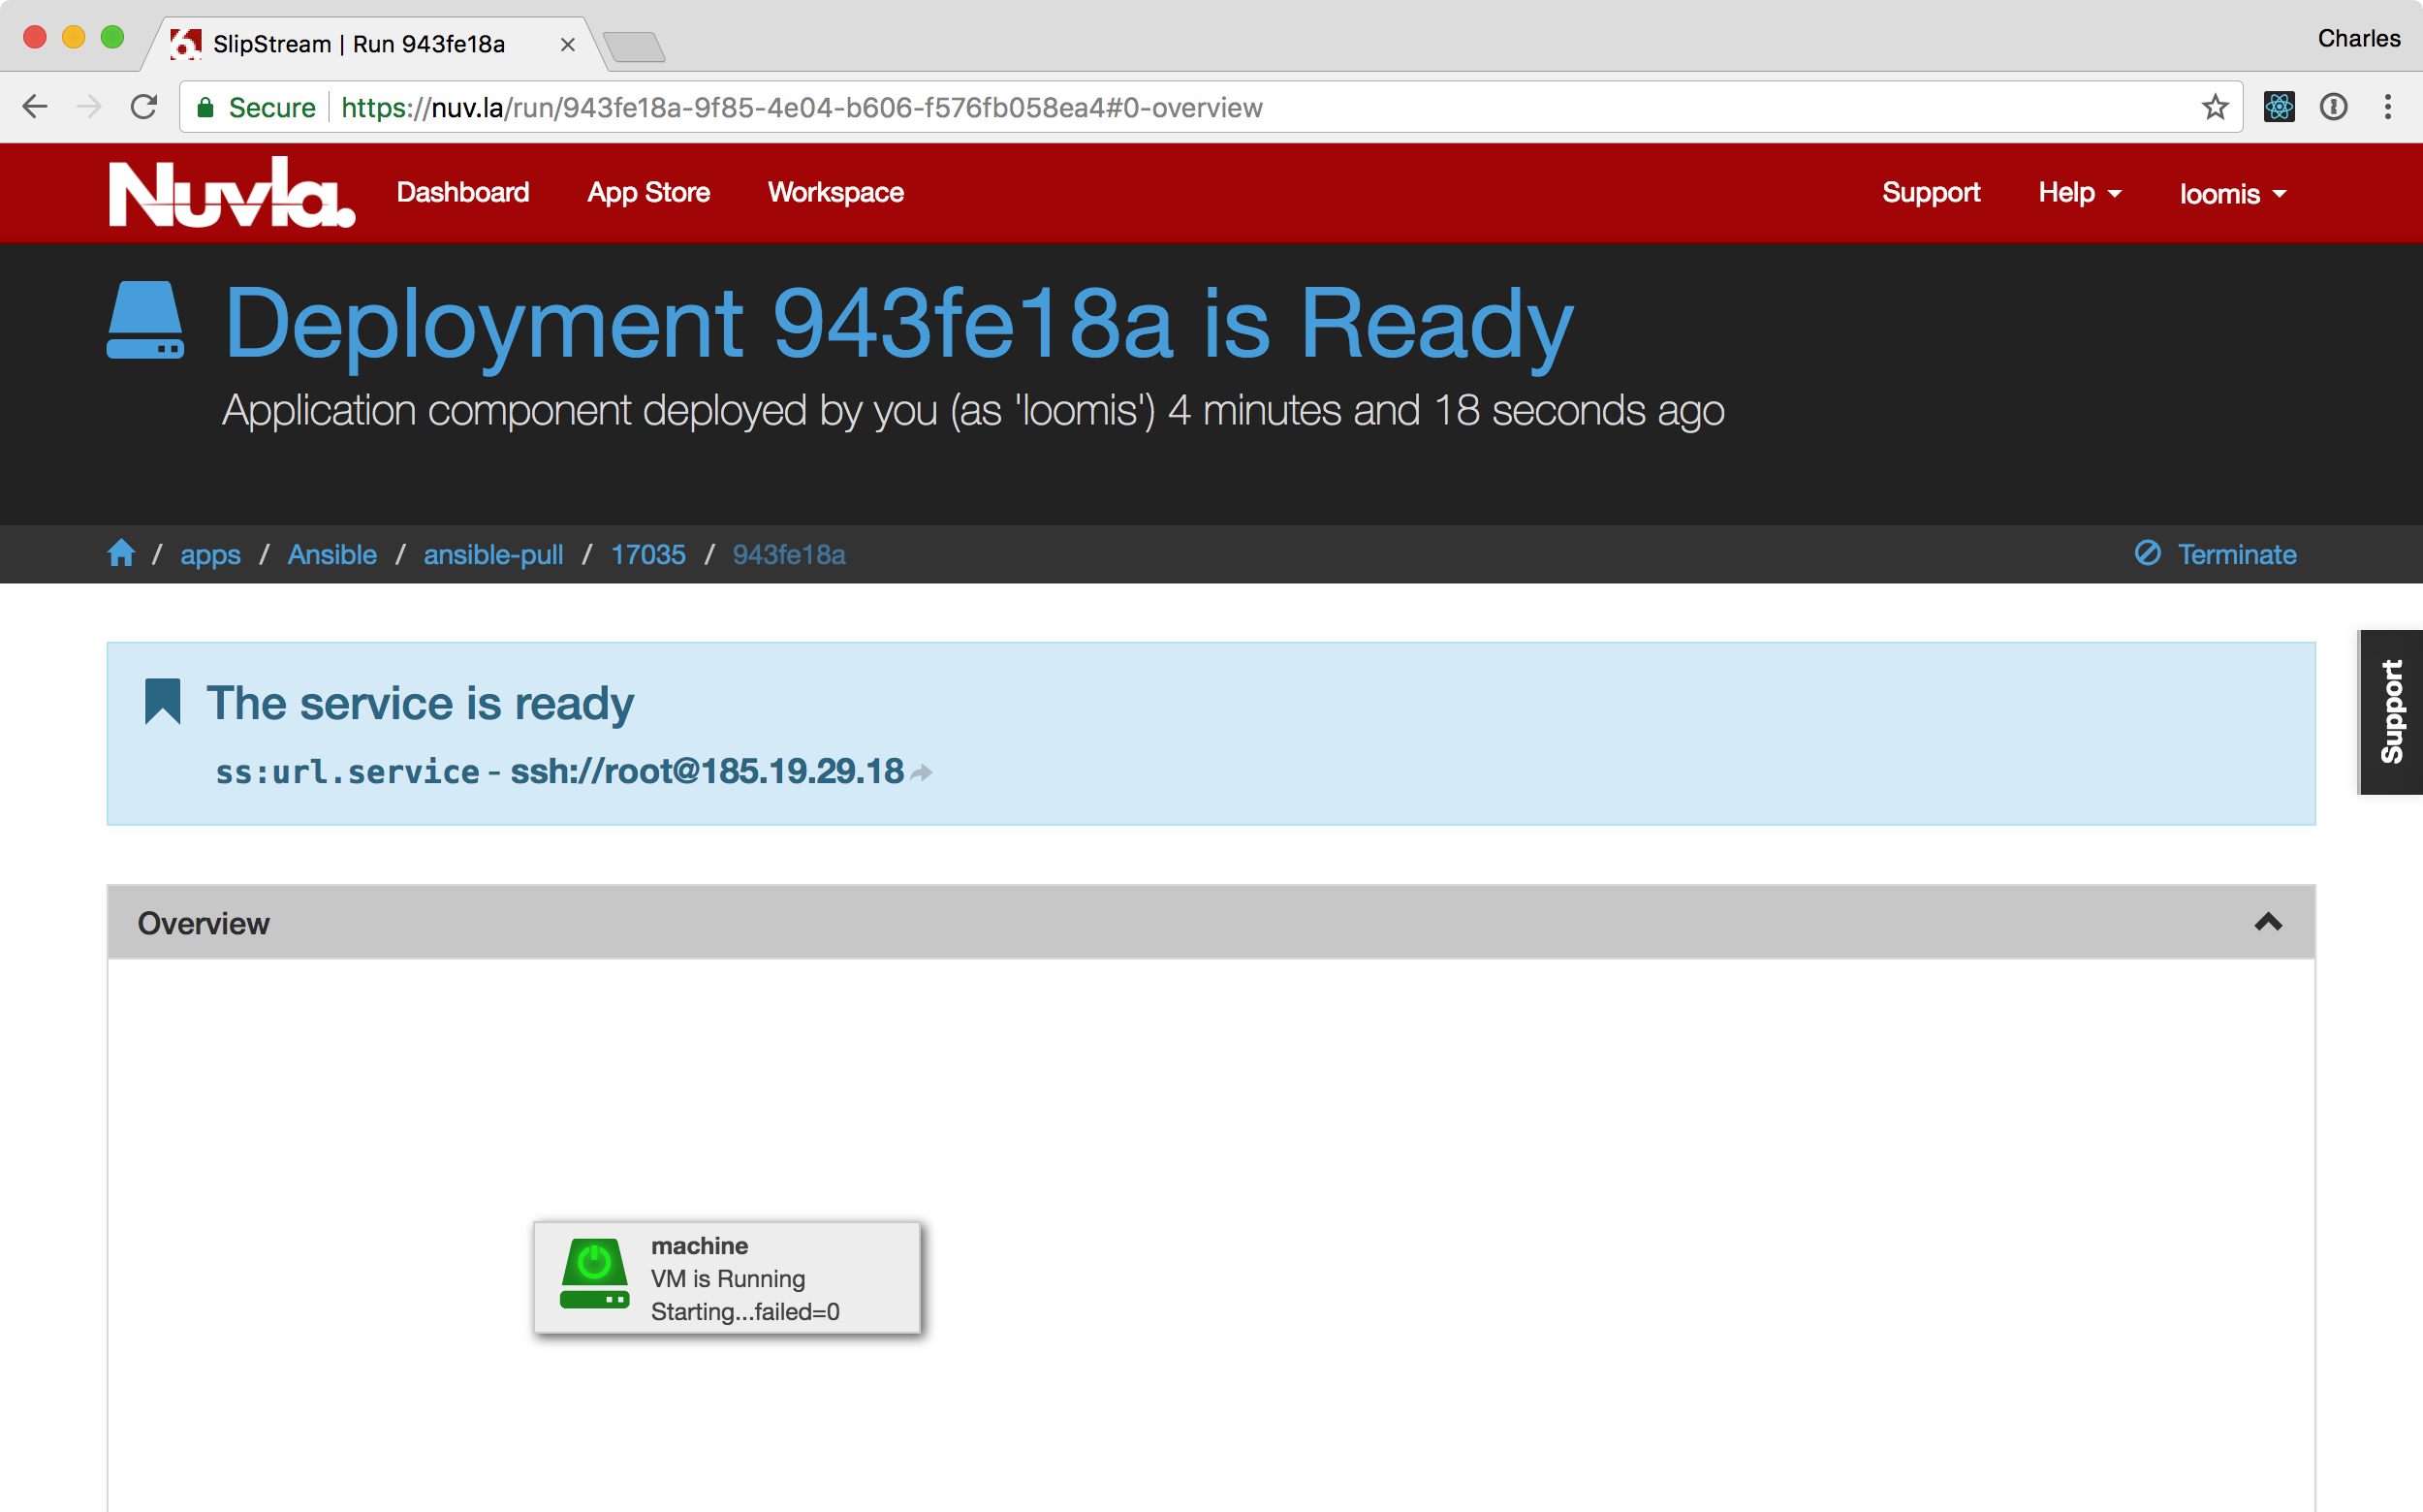 SlipStream | Run 943fe18a
Charles
Secure
https://nuv.la/run/943fe18a-9f85-4e04-b606-f576fb058ea4#0-overview
Nuvla.
Dashboard
App Store
Workspace
Support
Help
loomis
Deployment 943fe18a is Ready
Application component deployed by you (as 'loomis') 4 minutes and 18 seconds ago
/ apps / Ansible / ansible-pull / 17035 / 943fe18a
Terminate
Support
The service is ready
ss:url.service - ssh://root@185.19.29.18
Overview
machine
VM is Running
Starting...failed=0